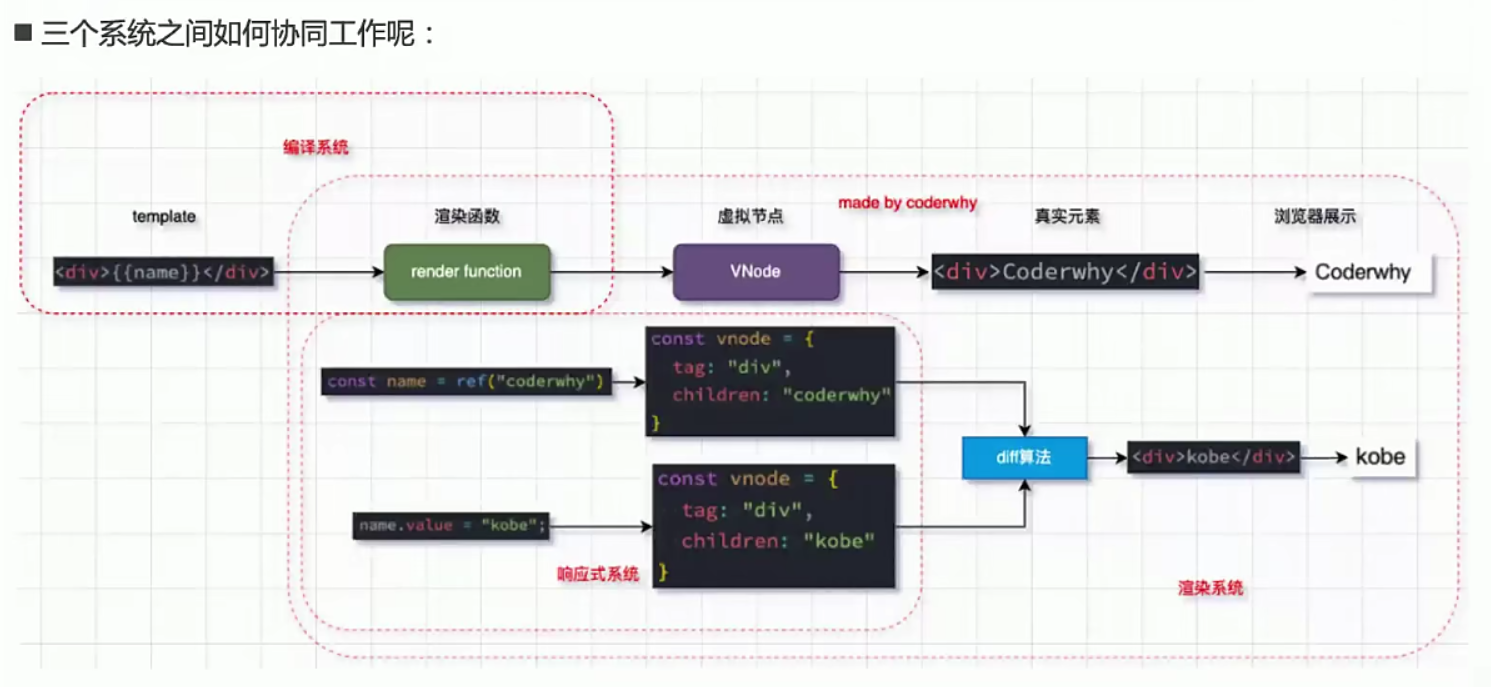 三个系统之间如何协同工作呢：
编译系统
made by coderwhy
template
渲染函数
虚拟节点
真实元素
浏览器展示
<div>{{name}}</div>
render function
VNode
<div>Coderwhy</div>
Coderwhy
const name = ref("coderwhy")
const vnode = {
tag: "div",
children: "coderwhy"
}
diff算法
<div>kobe</div>
kobe
name.value = "kobe";
const vnode = {
tag: "div",
children: "kobe"
}
响应式系统
渲染系统